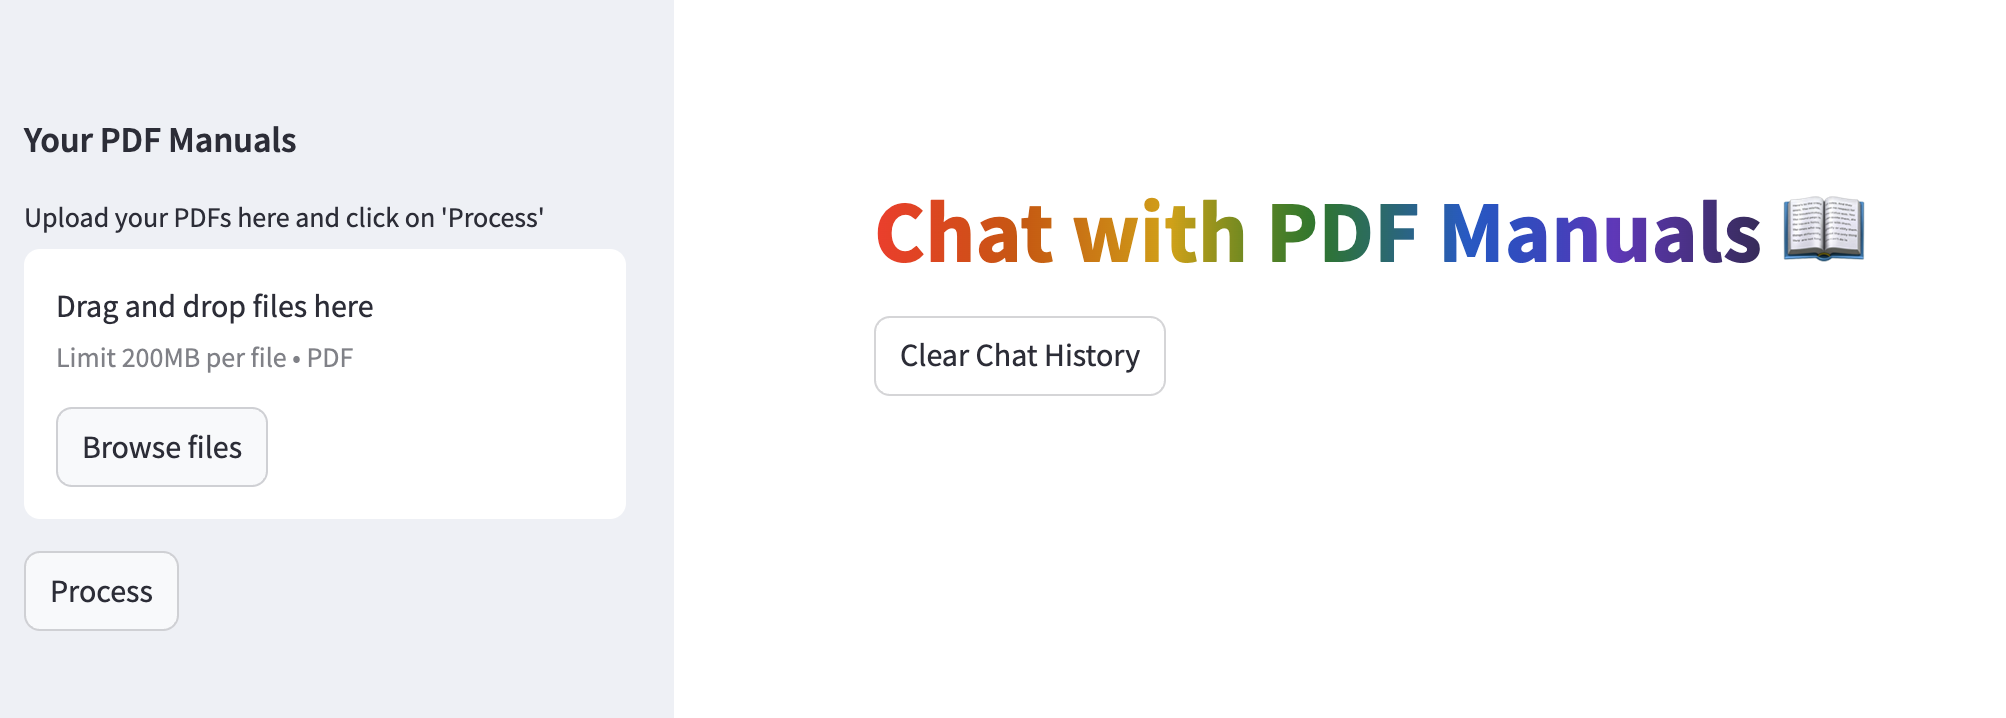 Your PDF Manuals
Upload your PDFs here and click on 'Process'
Drag and drop files here
Limit 200MB per file • PDF
Browse files
Process
Chat with PDF Manuals 📖
Clear Chat History